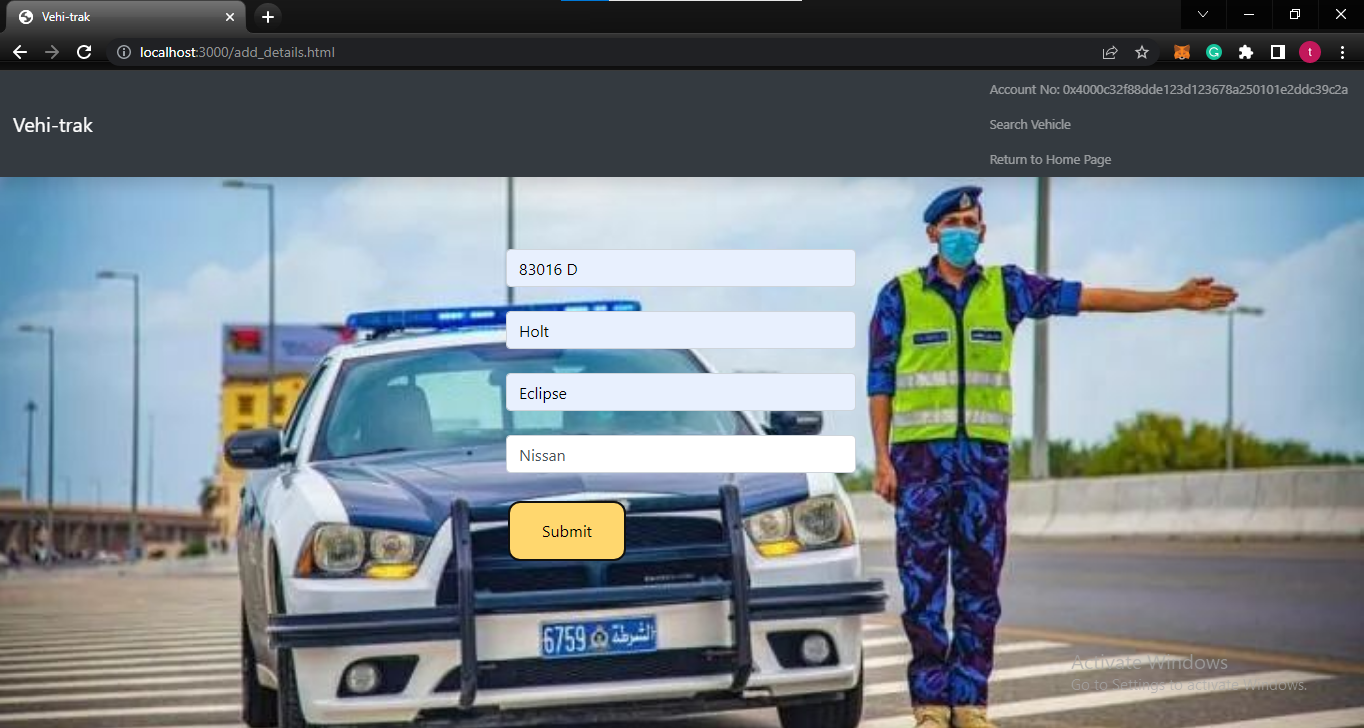 Vehi-trak
localhost:3000/add_details.html
t
Account No: 0x4000c32f88dde123d123678a250101e2ddc39c2a
Vehi-trak
Search Vehicle
Return to Home Page
83016 D
Holt
Eclipse
Nissan
Submit
6759 الشرطة
Activate Windows
Go to Settings to activate Windows.